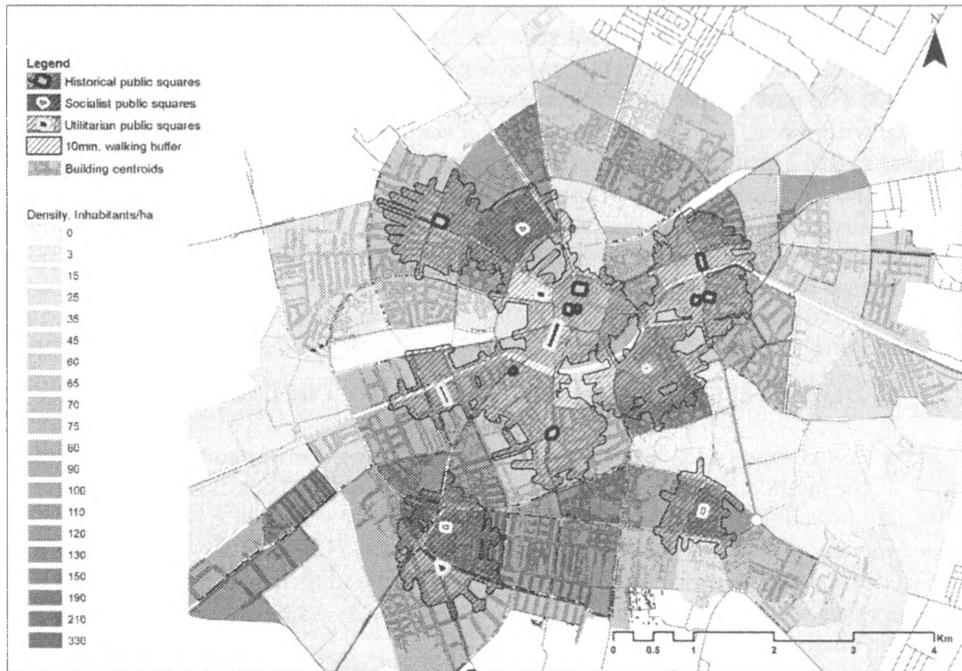 N
Legend
Historical public squares
Socialist public squares
Utilitarian public squares
10mn. walking buffer
Building centroids
Density. Inhabitants/ha
0
3
15
25
35
45
60
65
70
75
80
90
100
110
120
130
150
190
210
330
0 0.5 1 2 3 4 Km